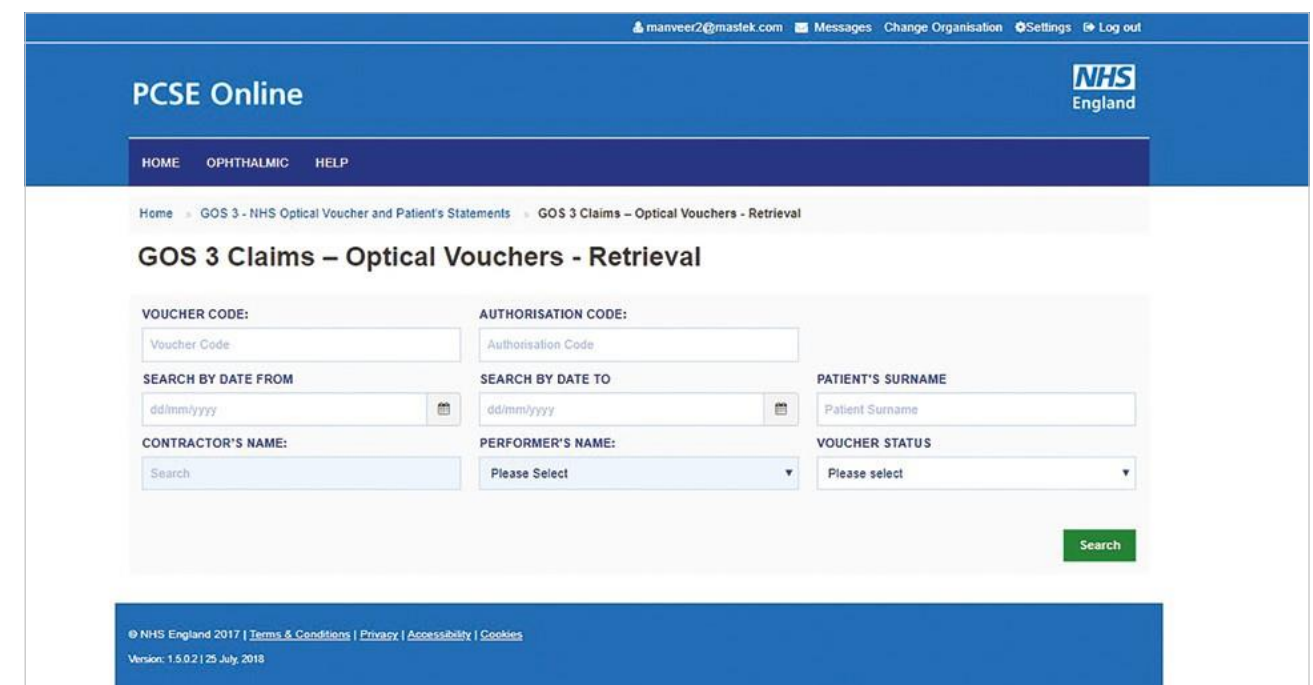 manveer2@mastek.com Messages Change Organisation Settings Log out
PCSE Online
NHS
England
HOME OPHTHALMIC HELP
Home » GOS 3 - NHS Optical Voucher and Patient's Statements » GOS 3 Claims – Optical Vouchers - Retrieval
GOS 3 Claims – Optical Vouchers - Retrieval
VOUCHER CODE: AUTHORISATION CODE:
Voucher Code Authorisation Code
SEARCH BY DATE FROM SEARCH BY DATE TO PATIENT'S SURNAME
dd/mm/yyyy dd/mm/yyyy Patient Surname
CONTRACTOR'S NAME: PERFORMER'S NAME: VOUCHER STATUS
Search Please Select Please select
Search
© NHS England 2017 | Terms & Conditions | Privacy | Accessibility | Cookies
Version: 1.5.0.2 | 25 July, 2018